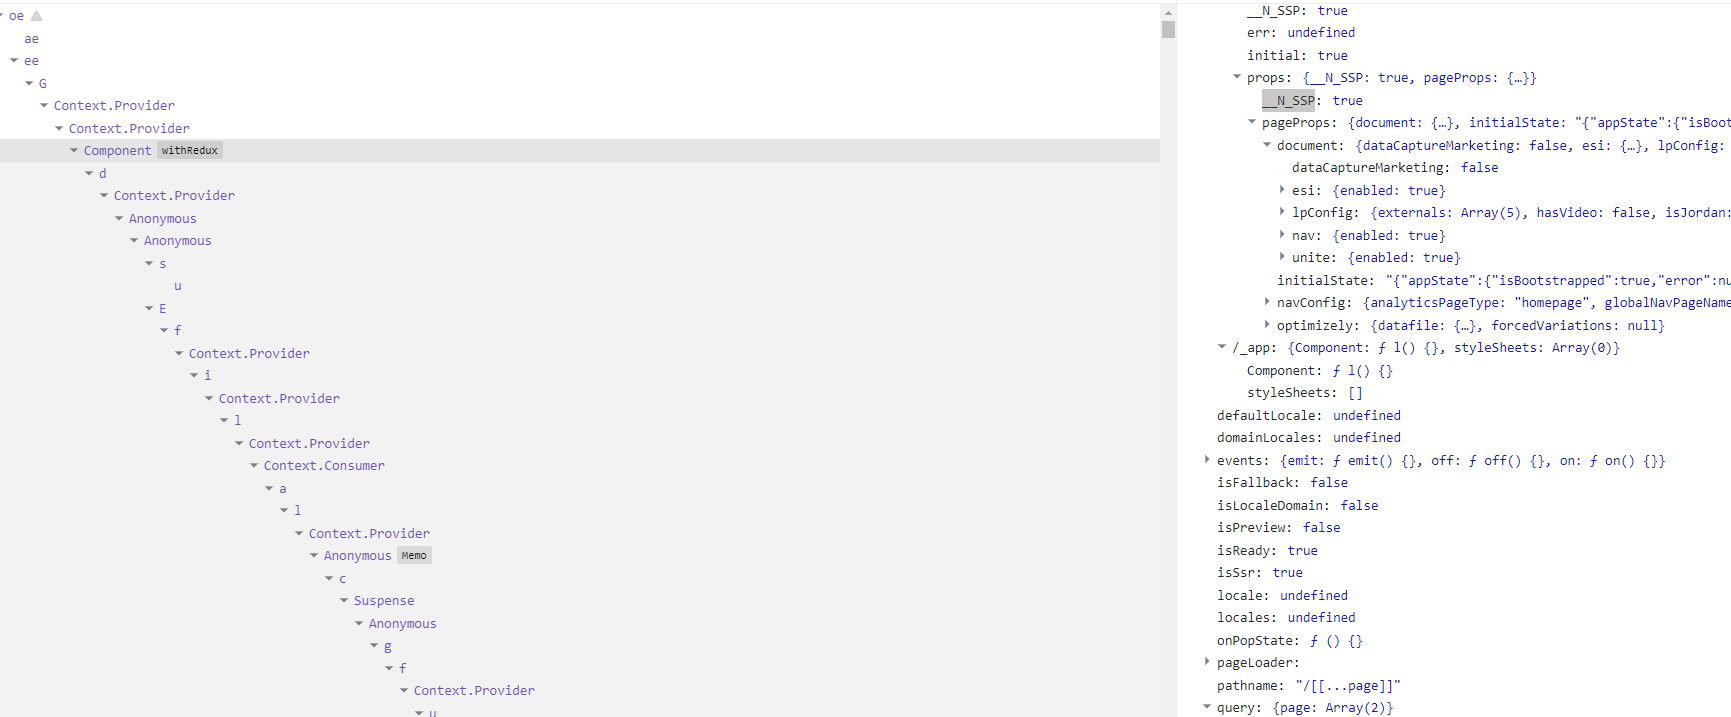 oe
ae
ee
G
Context.Provider
Context.Provider
Component withRedux
d
Context.Provider
Anonymous
Anonymous
s
u
E
f
Context.Provider
i
Context.Provider
l
Context.Provider
Context.Consumer
a
l
Context.Provider
Anonymous Memo
c
Suspense
Anonymous
g
f
Context.Provider
u
__N_SSP: true
err: undefined
initial: true
props: {__N_SSP: true, pageProps: {…}}
__N_SSP: true
pageProps: {document: {…}, initialState: "{"appState":{"isBoot
document: {dataCaptureMarketing: false, esi: {…}, lpConfig:
dataCaptureMarketing: false
esi: {enabled: true}
lpConfig: {externals: Array(5), hasVideo: false, isJordan:
nav: {enabled: true}
unite: {enabled: true}
initialState: "{"appState":{"isBootstrapped":true,"error":nu
navConfig: {analyticsPageType: "homepage", globalNavPageName
optimizely: {datafile: {…}, forcedVariations: null}
/_app: {Component: ƒ l() {}, styleSheets: Array(0)}
Component: ƒ l() {}
styleSheets: []
defaultLocale: undefined
domainLocales: undefined
events: {emit: ƒ emit() {}, off: ƒ off() {}, on: ƒ on() {}}
isFallback: false
isLocaleDomain: false
isPreview: false
isReady: true
isSsr: true
locale: undefined
locales: undefined
onPopState: ƒ () {}
pageLoader:
pathname: "/[[...page]]"
query: {page: Array(2)}